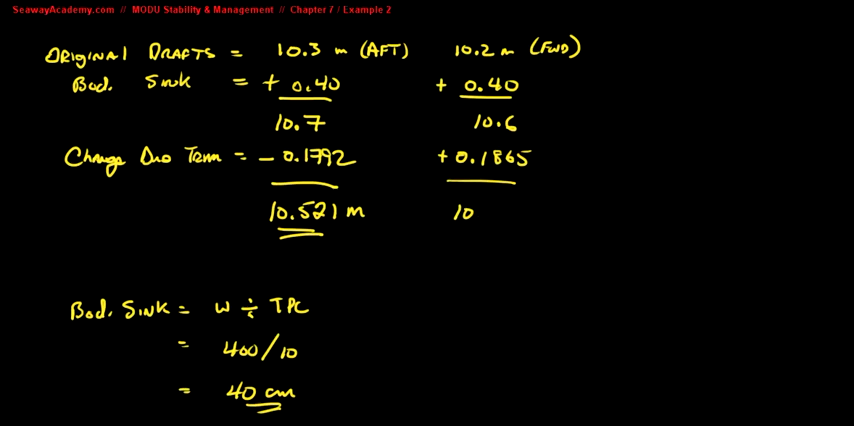 SeawayAcademy.com // MODU Stability & Management // Chapter 7 / Example 2
ORIGINAL DRAFTS = 10.3 m (AFT) 10.2 m (FWD)
Bod. SINK = + 0.40 + 0.40
10.7 10.6
Change Due Term = - 0.1792 + 0.1865
10.521 m 10
Bod. SINK = W ÷ TPC
= 400/10
= 40 cm